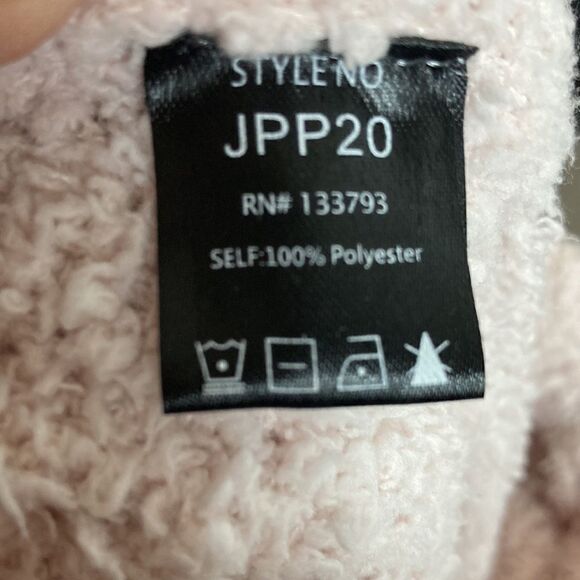 STYLE NO
JPP20
RN# 133793
SELF:100% Polyester